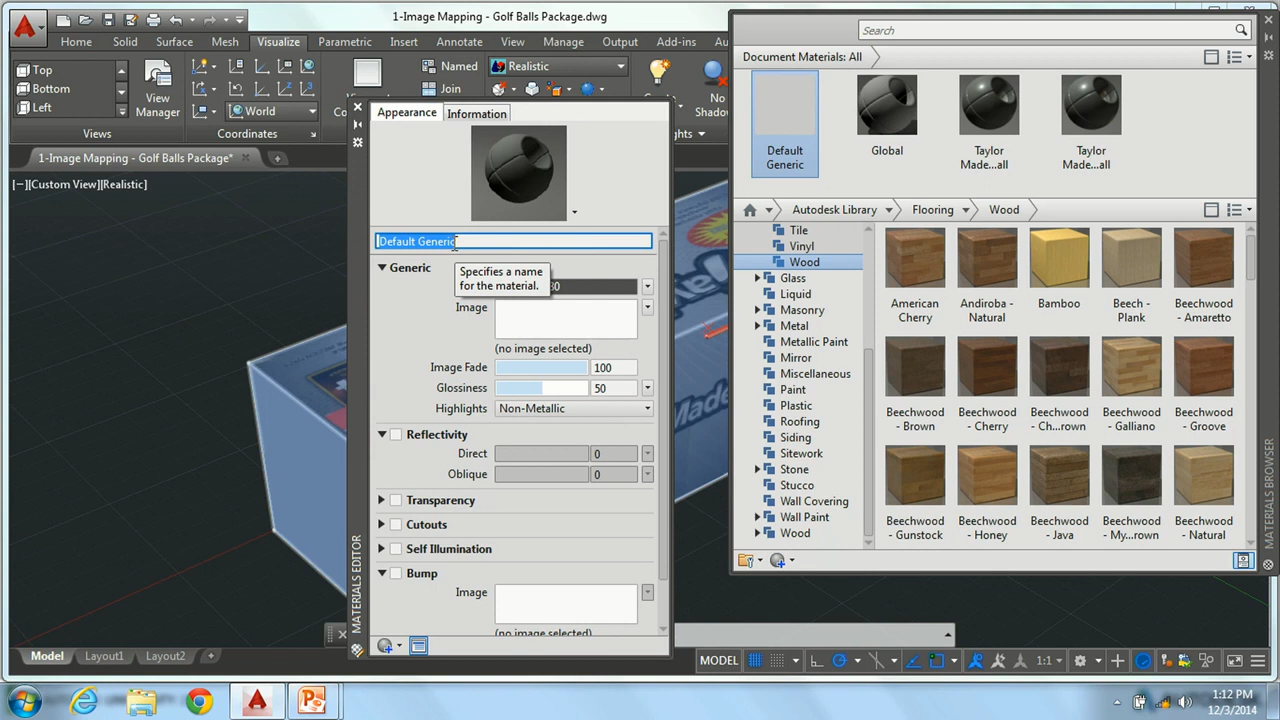 1-Image Mapping - Golf Balls Package.dwg
Home
Solid
Surface
Mesh
Visualize
Parametric
Insert
Annotate
View
Manage
Output
Add-ins
Top
Bottom
Left
View
Manager
World
Named
Join
Realistic
No
Views
Coordinates
1-Image Mapping - Golf Balls Package*
[−][Custom View][Realistic]
Appearance
Information
Default Generic
Specifies a name
for the material.
Generic
Image
(no image selected)
Image Fade
100
Glossiness
50
Highlights
Non-Metallic
Reflectivity
Direct
0
Oblique
0
Transparency
Cutouts
Self Illumination
Bump
Image
(no image selected)
MATERIALS EDITOR
Search
Document Materials: All
Default
Generic
Global
Taylor
Made...all
Taylor
Made...all
Autodesk Library
Flooring
Wood
Tile
Vinyl
Wood
Glass
Liquid
Masonry
Metal
Metallic Paint
Mirror
Miscellaneous
Paint
Plastic
Roofing
Siding
Sitework
Stone
Stucco
Wall Covering
Wall Paint
Wood
American
Cherry
Andiroba -
Natural
Bamboo
Beech -
Plank
Beechwood
- Amaretto
Beechwood
- Brown
Beechwood
- Cherry
Beechwood
- Ch...rown
Beechwood
- Galliano
Beechwood
- Groove
Beechwood
- Gunstock
Beechwood
- Honey
Beechwood
- Java
Beechwood
- My...rown
Beechwood
- Natural
MATERIALS BROWSER
Model
Layout1
Layout2
MODEL
1:1
1:12 PM
12/3/2014